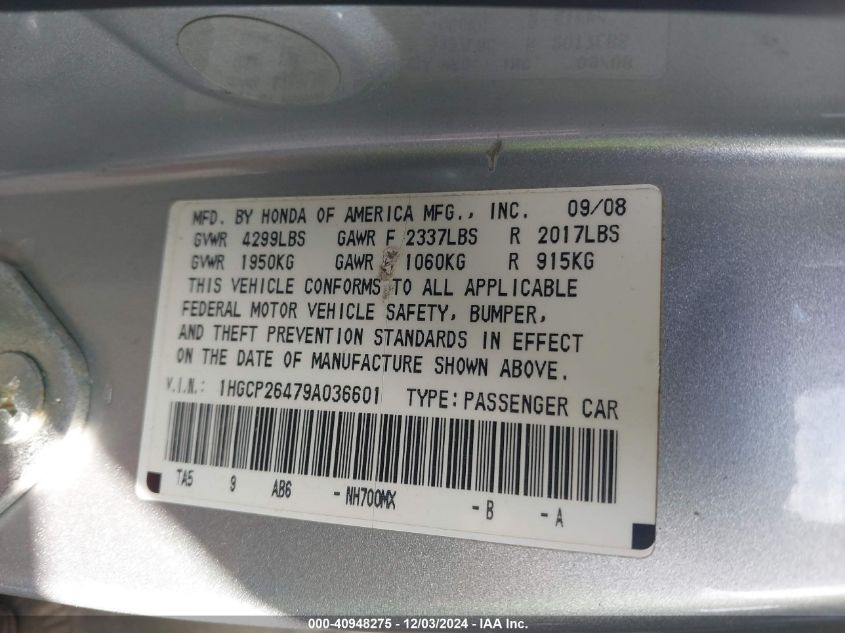 MFD. BY HONDA OF AMERICA MFG., INC. 09/08
GVWR 4299LBS GAWR F 2337LBS R 2017LBS
GVWR 1950KG GAWR 1060KG R 915KG
THIS VEHICLE CONFORMS TO ALL APPLICABLE
FEDERAL MOTOR VEHICLE SAFETY, BUMPER,
AND THEFT PREVENTION STANDARDS IN EFFECT
ON THE DATE OF MANUFACTURE SHOWN ABOVE.
V.I.N.: 1HGCP26479A036601 TYPE: PASSENGER CAR
TA5 9 AB6 - NH700MX - B - A
000-40948275 - 12/03/2024 - IAA Inc.